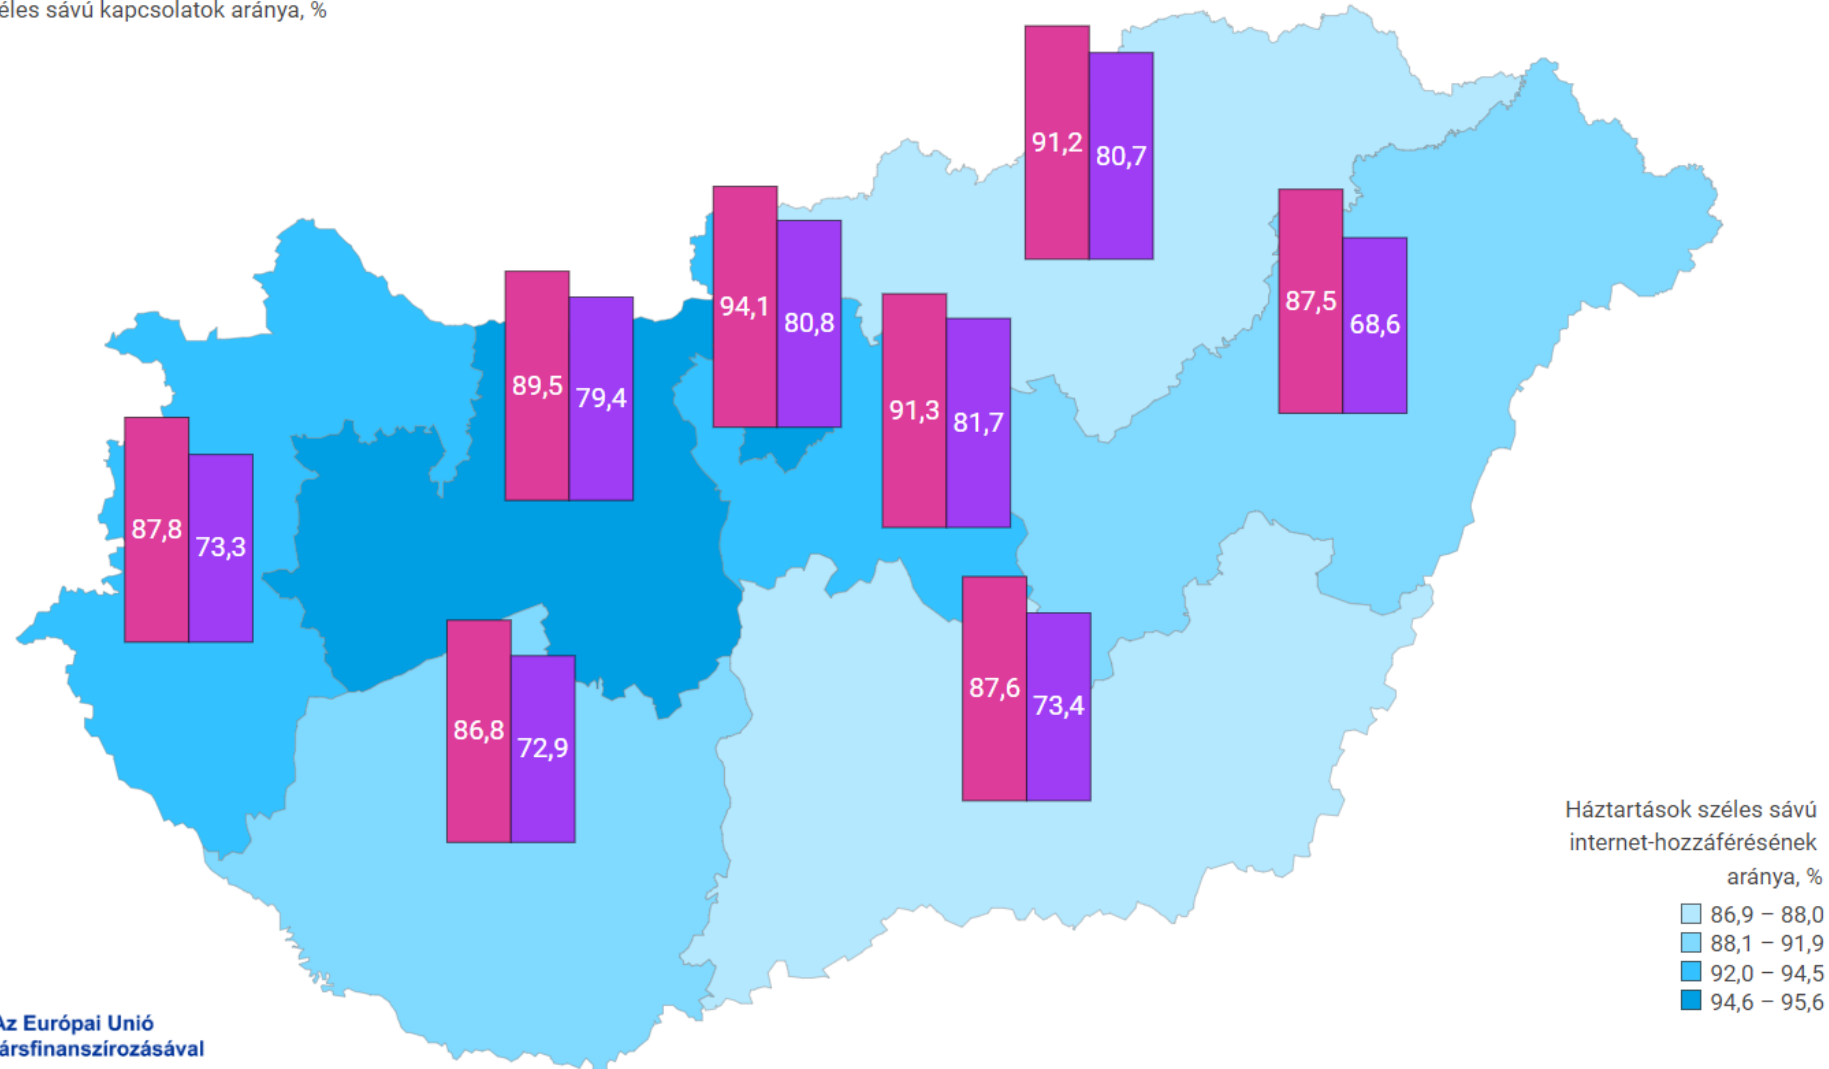 éles sávú kapcsolatok aránya, %
91,2
80,7
94,1
80,8
87,5
68,6
89,5
79,4
91,3
81,7
87,8
73,3
87,6
73,4
86,8
72,9
Háztartások széles sávú
internet-hozzáférésének
aránya, %
86,9 – 88,0
88,1 – 91,9
92,0 – 94,5
94,6 – 95,6
Az Európai Unió
ársfinanszírozásával